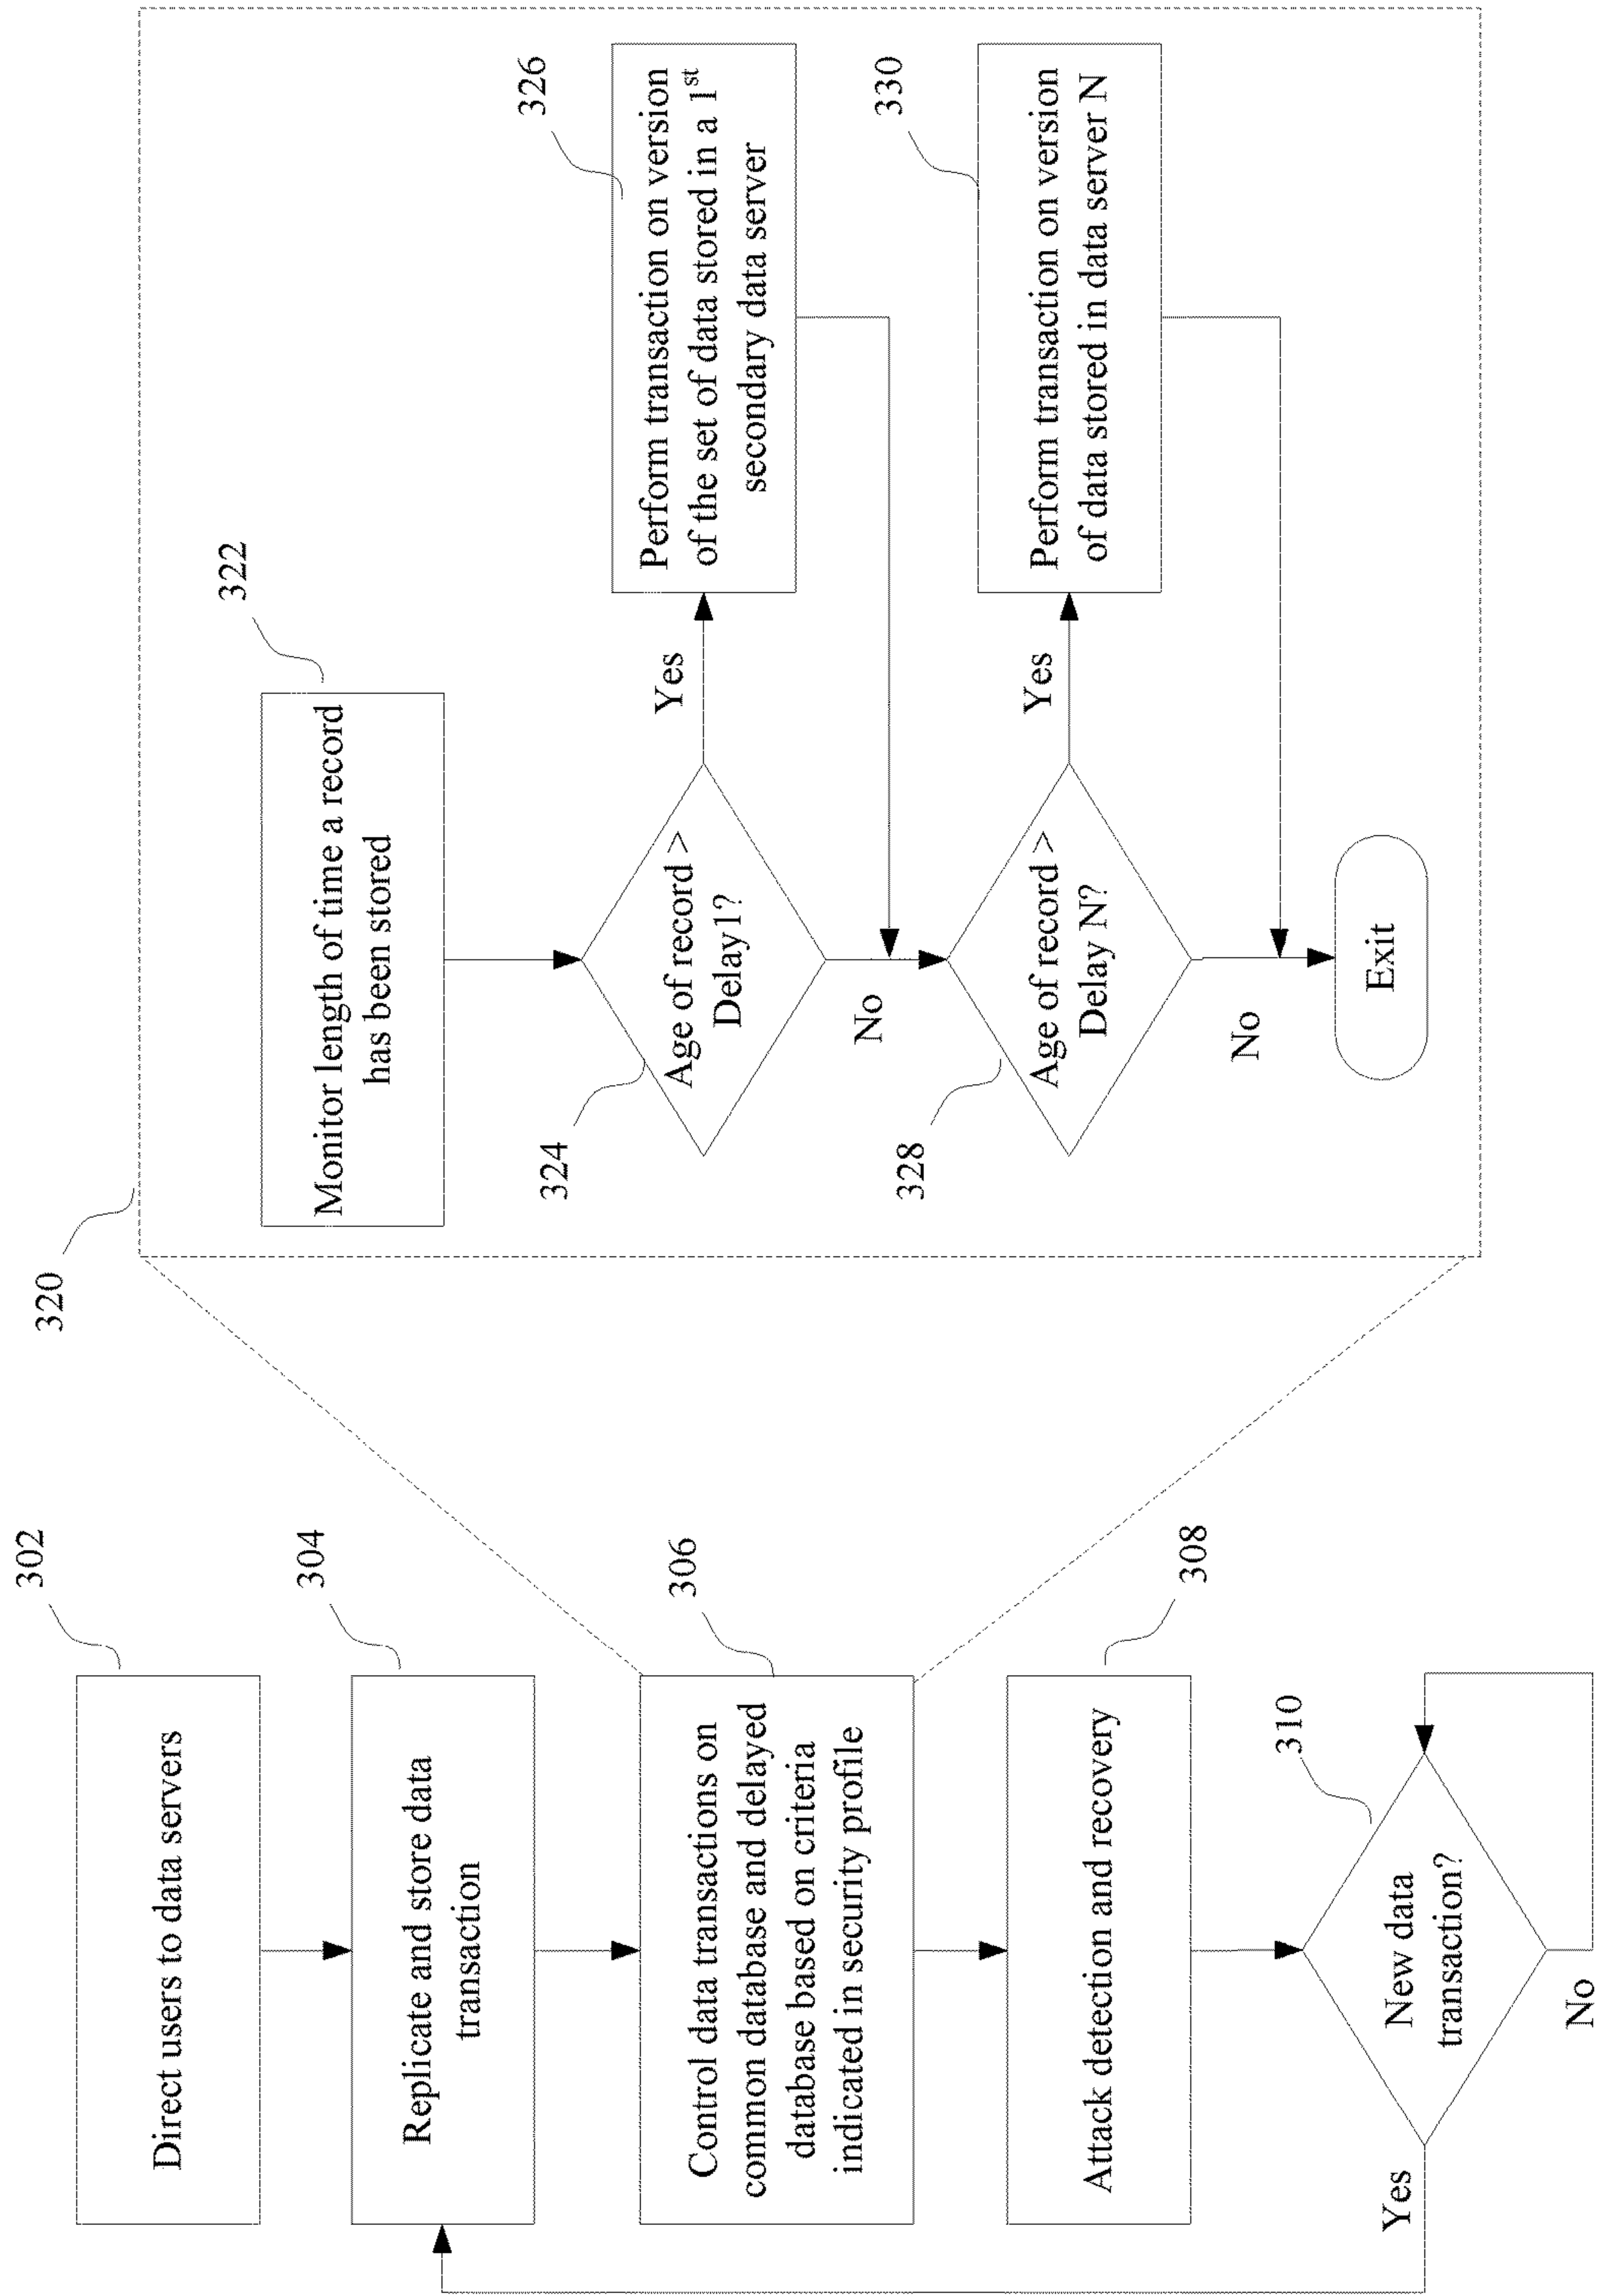 302
Direct users to data servers
304
Replicate and store data
transaction
306
Control data transactions on
common database and delayed
database based on criteria
indicated in security profile
308
Attack detection and recovery
310
New data
transaction?
Yes
No
320
322
Monitor length of time a record
has been stored
324
Age of record >
Delay1?
Yes
No
326
Perform transaction on version
of the set of data stored in a 1st
secondary data server
328
Age of record >
Delay N?
Yes
No
330
Perform transaction on version
of data stored in data server N
Exit